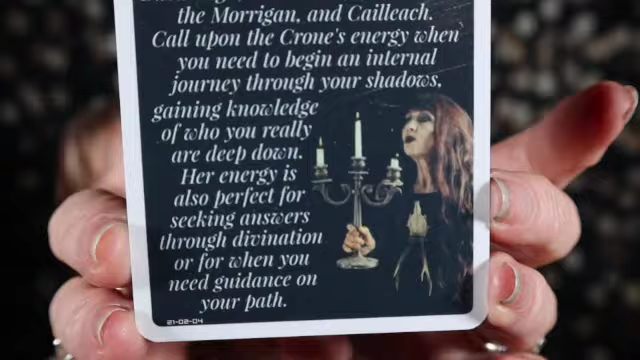 the Morrigan, and Cailleach.
Call upon the Crone's energy when
you need to begin an internal
journey through your shadows,
gaining knowledge
of who you really
are deep down.
Her energy is
also perfect for
seeking answers
through divination
or for when you
need guidance on
your path.
21-02-04